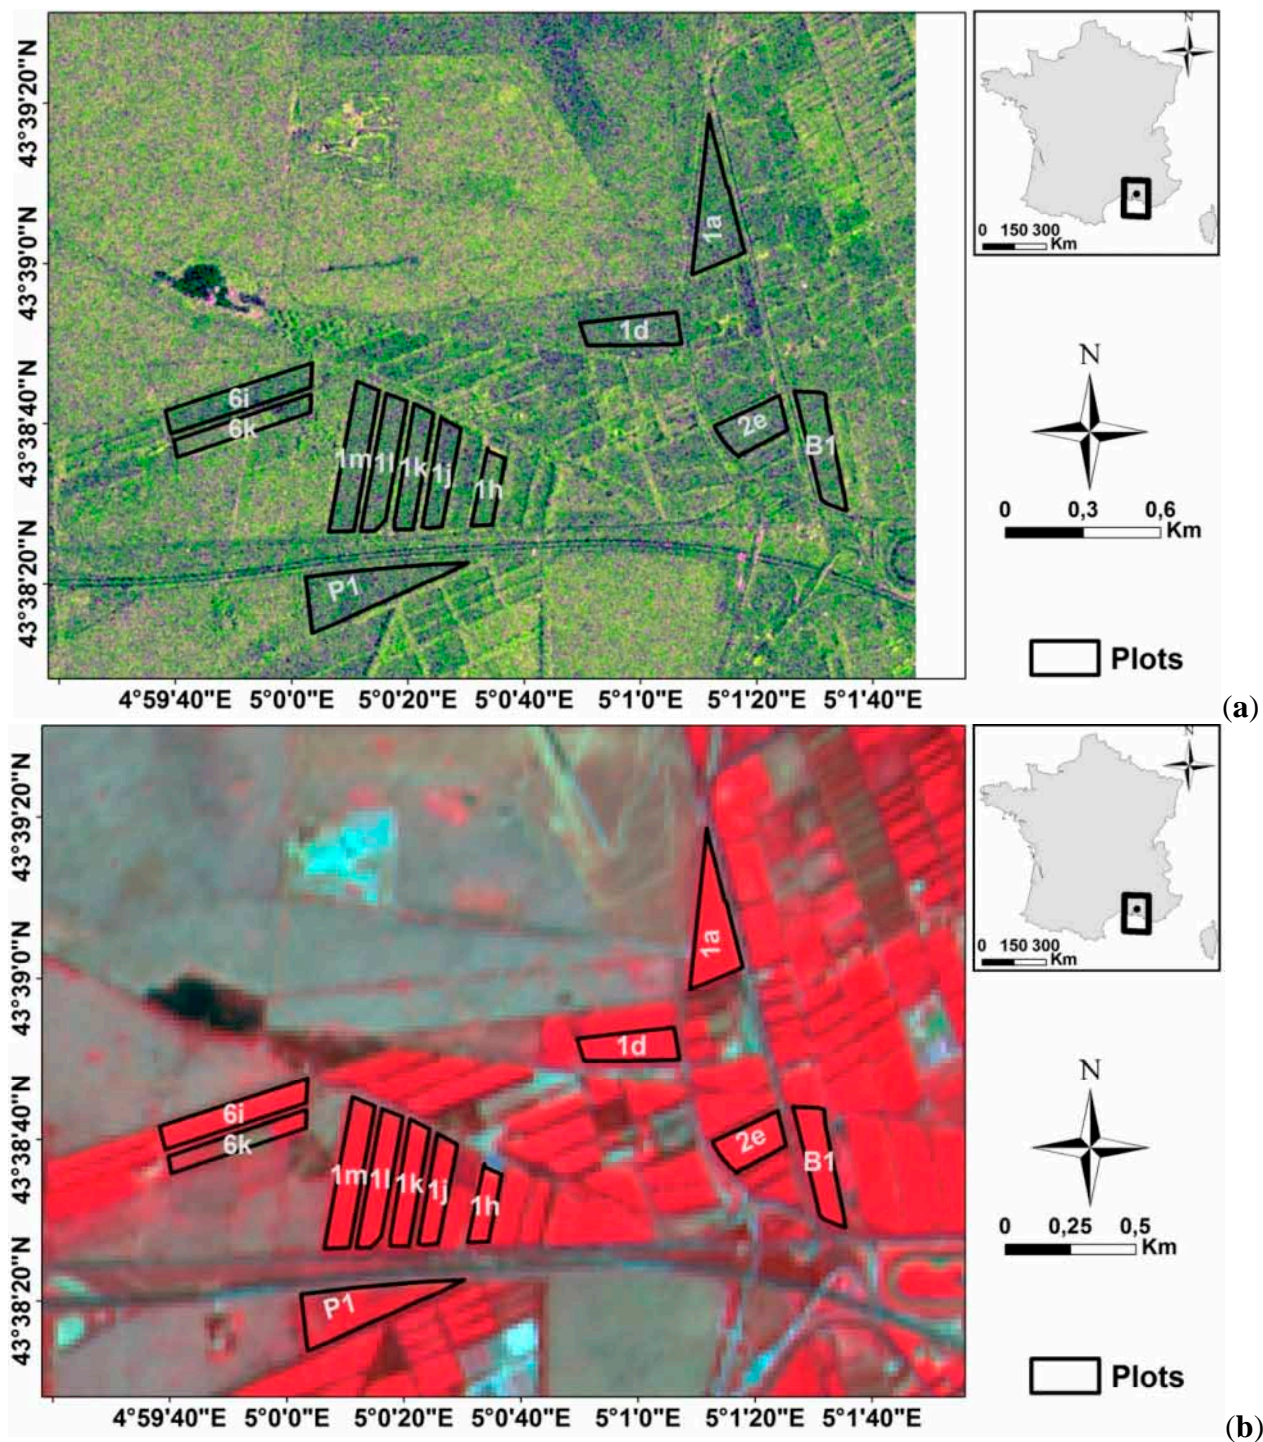 N
43°39'20"N
43°39'0"N
43°38'40"N
43°38'20"N
1a
1d
6i
6k
2e
B1
1m
1l
1k
1j
1h
P1
4°59'40"E 5°0'0"E 5°0'20"E 5°0'40"E 5°1'0"E 5°1'20"E 5°1'40"E
0 150 300
Km
N
0 0,3 0,6
Km
Plots
(a)
N
43°39'20"N
43°39'0"N
43°38'40"N
43°38'20"N
1a
1d
6i
6k
2e
B1
1m
1l
1k
1j
1h
P1
4°59'40"E 5°0'0"E 5°0'20"E 5°0'40"E 5°1'0"E 5°1'20"E 5°1'40"E
0 150 300
Km
N
0 0,25 0,5
Km
Plots
(b)